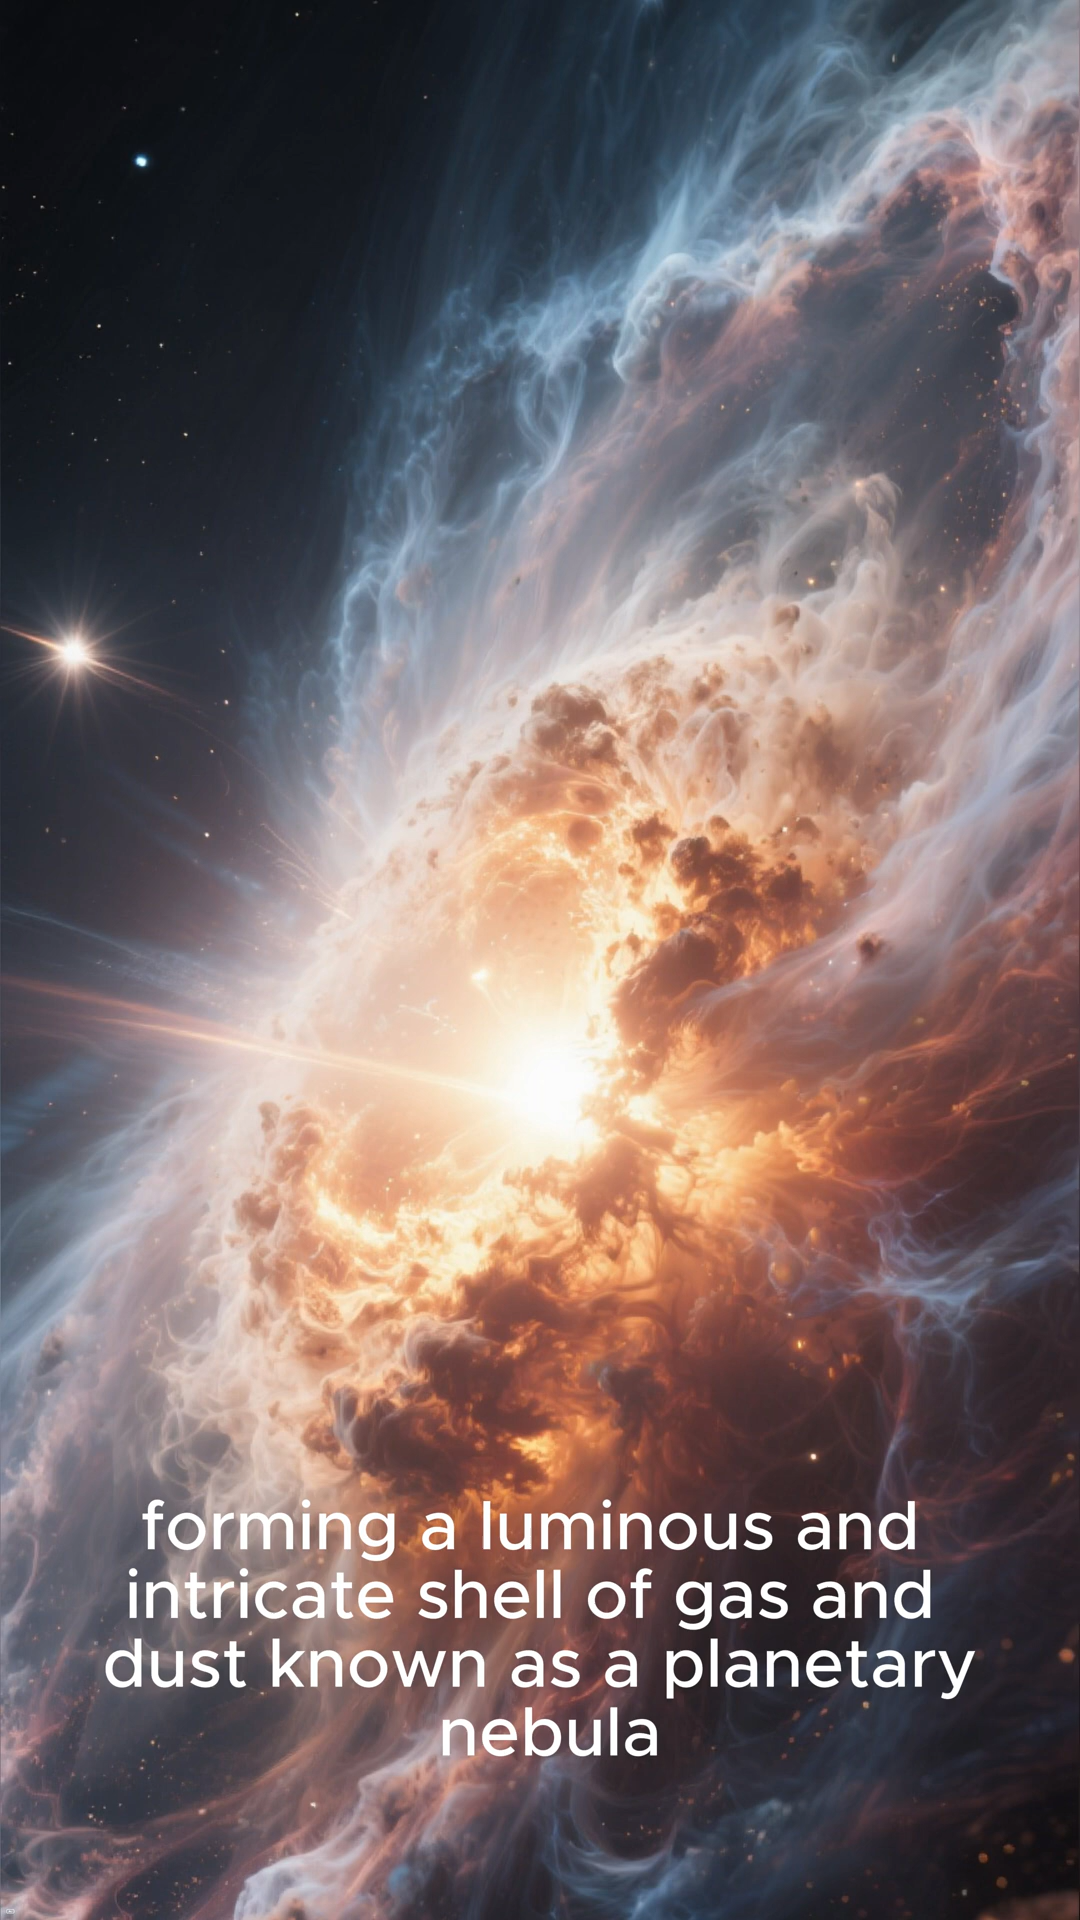 forming a luminous and
intricate shell of gas and
dust known as a planetary
nebula